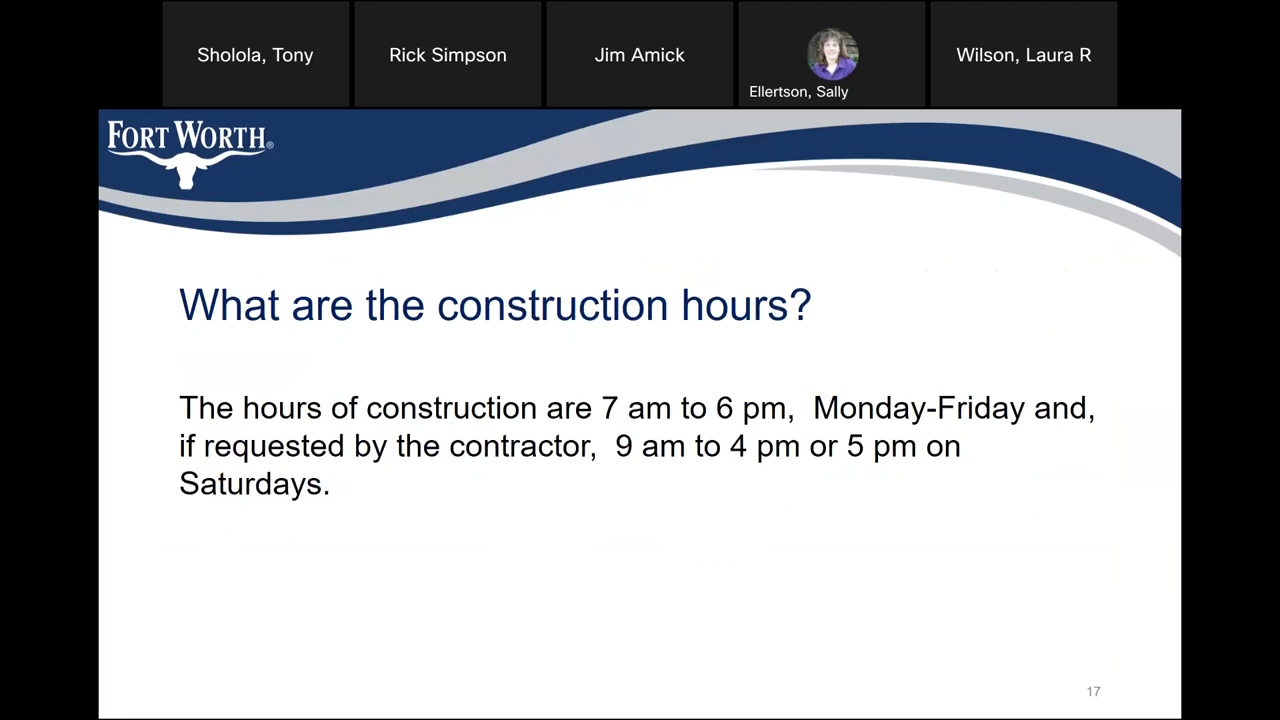 Sholola, Tony
Rick Simpson
Jim Amick
Ellertson, Sally
Wilson, Laura R
FORT WORTH®
What are the construction hours?
The hours of construction are 7 am to 6 pm,  Monday-Friday and,
if requested by the contractor,  9 am to 4 pm or 5 pm on
Saturdays.
17